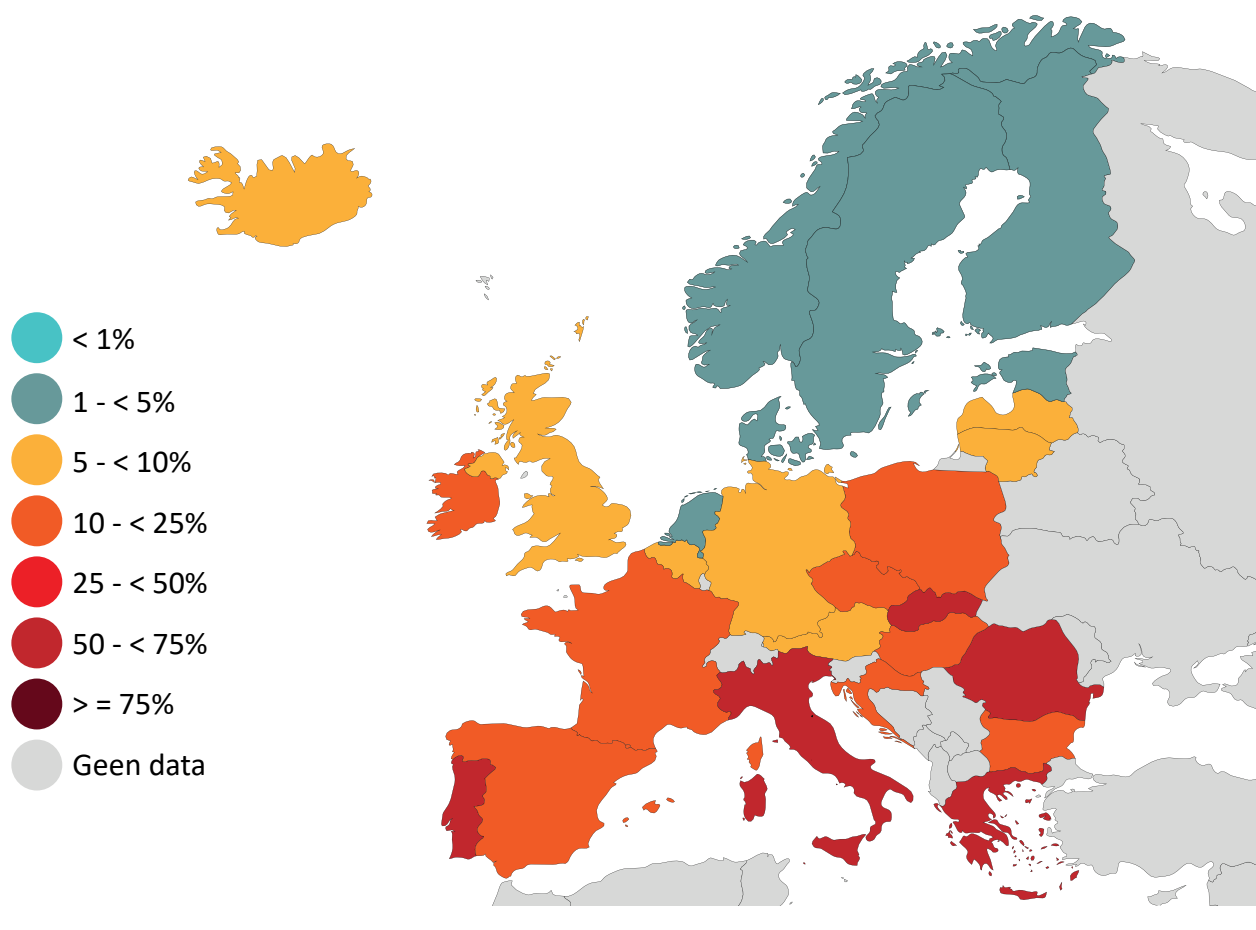 < 1%
1 - < 5%
5 - < 10%
10 - < 25%
25 - < 50%
50 - < 75%
> = 75%
Geen data